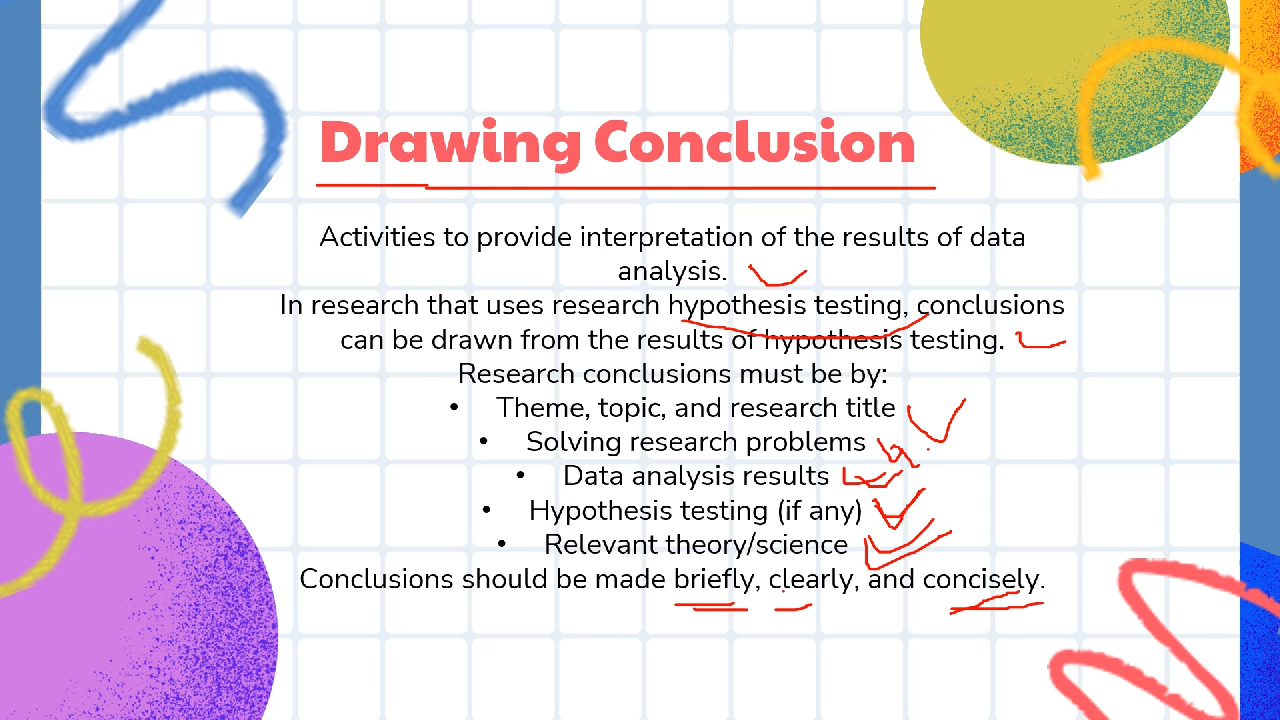 Drawing Conclusion
Activities to provide interpretation of the results of data
analysis.
In research that uses research hypothesis testing, conclusions
can be drawn from the results of hypothesis testing.
Research conclusions must be by:
• Theme, topic, and research title
• Solving research problems
• Data analysis results
• Hypothesis testing (if any)
• Relevant theory/science
Conclusions should be made briefly, clearly, and concisely.